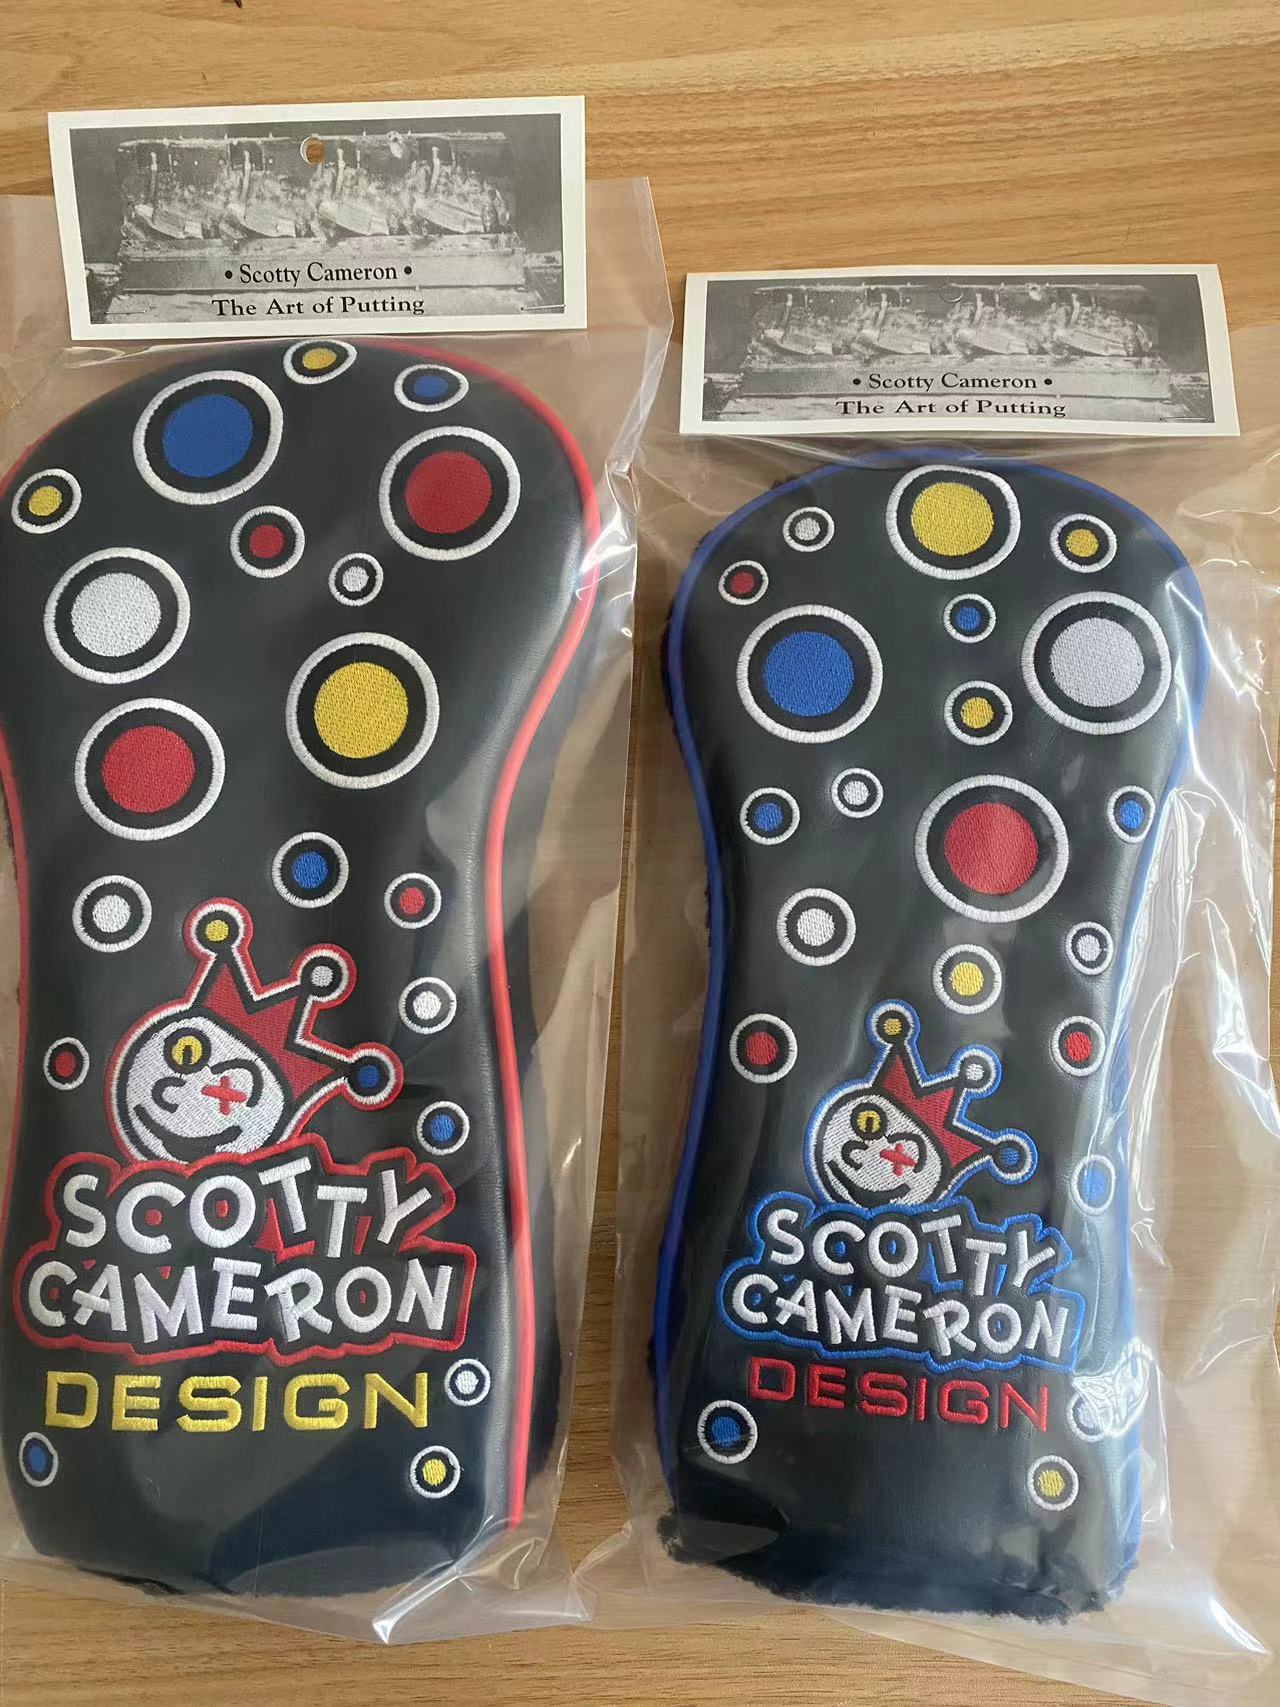 • Scotty Cameron •
The Art of Putting
SCOTTY
CAMERON
DESIGN
• Scotty Cameron •
The Art of Putting
SCOTTY
CAMERON
DESIGN